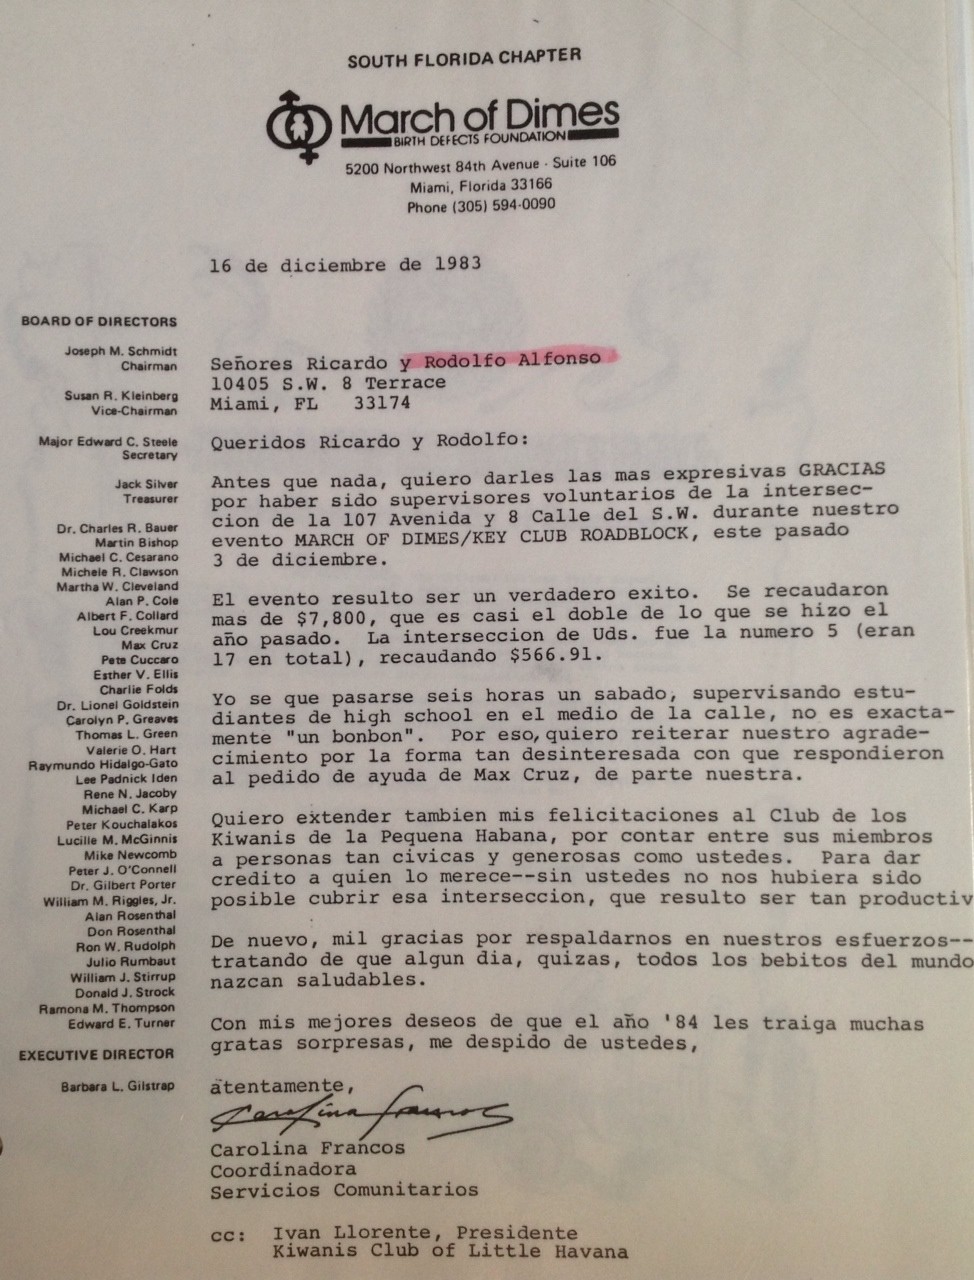 SOUTH FLORIDA CHAPTER
March of Dimes
BIRTH DEFECTS FOUNDATION
5200 Northwest 84th Avenue · Suite 106
Miami, Florida 33166
Phone (305) 594-0090
16 de diciembre de 1983
BOARD OF DIRECTORS
Joseph M. Schmidt
Chairman
Susan R. Kleinberg
Vice-Chairman
Major Edward C. Steele
Secretary
Jack Silver
Treasurer
Dr. Charles R. Bauer
Martin Bishop
Michael C. Cesarano
Michele R. Clawson
Martha W. Cleveland
Alan P. Cole
Albert F. Collard
Lou Creekmur
Max Cruz
Pete Cuccaro
Esther V. Ellis
Charlie Folds
Dr. Lionel Goldstein
Carolyn P. Greaves
Thomas L. Green
Valerie O. Hart
Raymundo Hidalgo-Gato
Lee Padnick Iden
Rene N. Jacoby
Michael C. Karp
Peter Kouchalakos
Lucille M. McGinnis
Mike Newcomb
Peter J. O'Connell
Dr. Gilbert Porter
William M. Riggles, Jr.
Alan Rosenthal
Don Rosenthal
Ron W. Rudolph
Julio Rumbaut
William J. Stirrup
Donald J. Strock
Ramona M. Thompson
Edward E. Turner
EXECUTIVE DIRECTOR
Barbara L. Gilstrap
Señores Ricardo y Rodolfo Alfonso
10405 S.W. 8 Terrace
Miami, FL 33174
Queridos Ricardo y Rodolfo:
Antes que nada, quiero darles las mas expresivas GRACIAS
por haber sido supervisores voluntarios de la intersec-
cion de la 107 Avenida y 8 Calle del S.W. durante nuestro
evento MARCH OF DIMES/KEY CLUB ROADBLOCK, este pasado
3 de diciembre.
El evento resulto ser un verdadero exito. Se recaudaron
mas de $7,800, que es casi el doble de lo que se hizo el
año pasado. La interseccion de Uds. fue la numero 5 (eran
17 en total), recaudando $566.91.
Yo se que pasarse seis horas un sabado, supervisando estu-
diantes de high school en el medio de la calle, no es exacta-
mente "un bonbon". Por eso, quiero reiterar nuestro agrade-
cimiento por la forma tan desinteresada con que respondieron
al pedido de ayuda de Max Cruz, de parte nuestra.
Quiero extender tambien mis felicitaciones al Club de los
Kiwanis de la Pequena Habana, por contar entre sus miembros
a personas tan civicas y generosas como ustedes. Para dar
credito a quien lo merece--sin ustedes no nos hubiera sido
posible cubrir esa interseccion, que resulto ser tan productiv
De nuevo, mil gracias por respaldarnos en nuestros esfuerzos--
tratando de que algun dia, quizas, todos los bebitos del mundo
nazcan saludables.
Con mis mejores deseos de que el año '84 les traiga muchas
gratas sorpresas, me despido de ustedes,
atentamente,
Carolina Francos
Carolina Francos
Coordinadora
Servicios Comunitarios
cc: Ivan Llorente, Presidente
Kiwanis Club of Little Havana